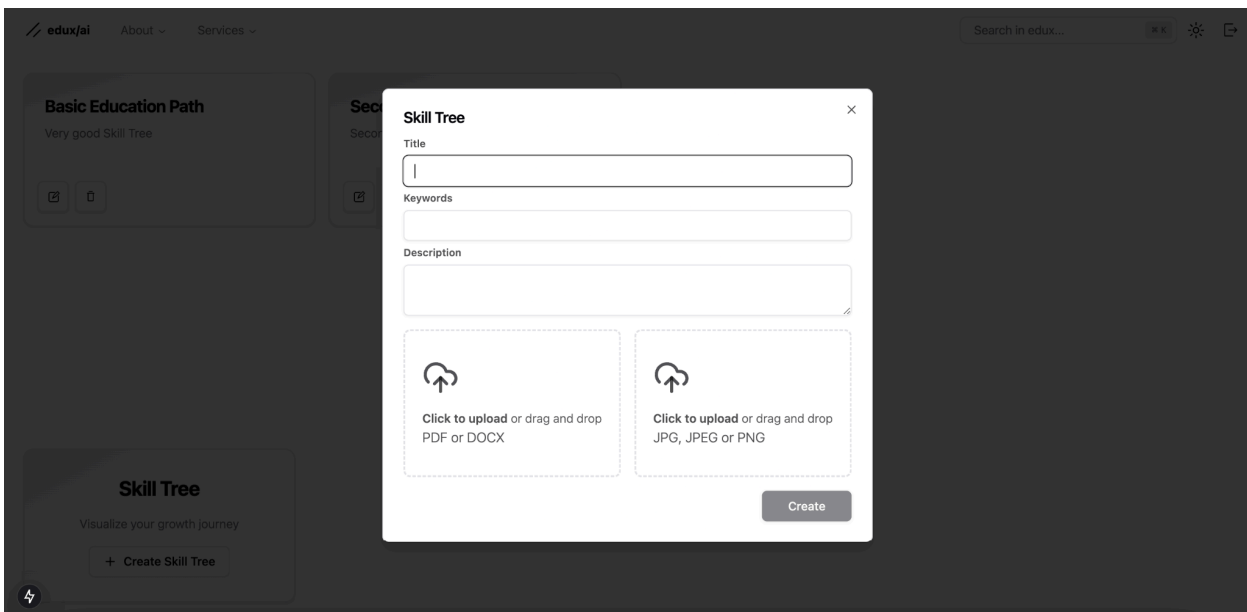 edux/ai
About
Services
Search in edux...
⌘ K
Basic Education Path
Very good Skill Tree
Skill Tree
Title
Keywords
Description
Click to upload or drag and drop
PDF or DOCX
Click to upload or drag and drop
JPG, JPEG or PNG
Create
Skill Tree
Visualize your growth journey
+ Create Skill Tree